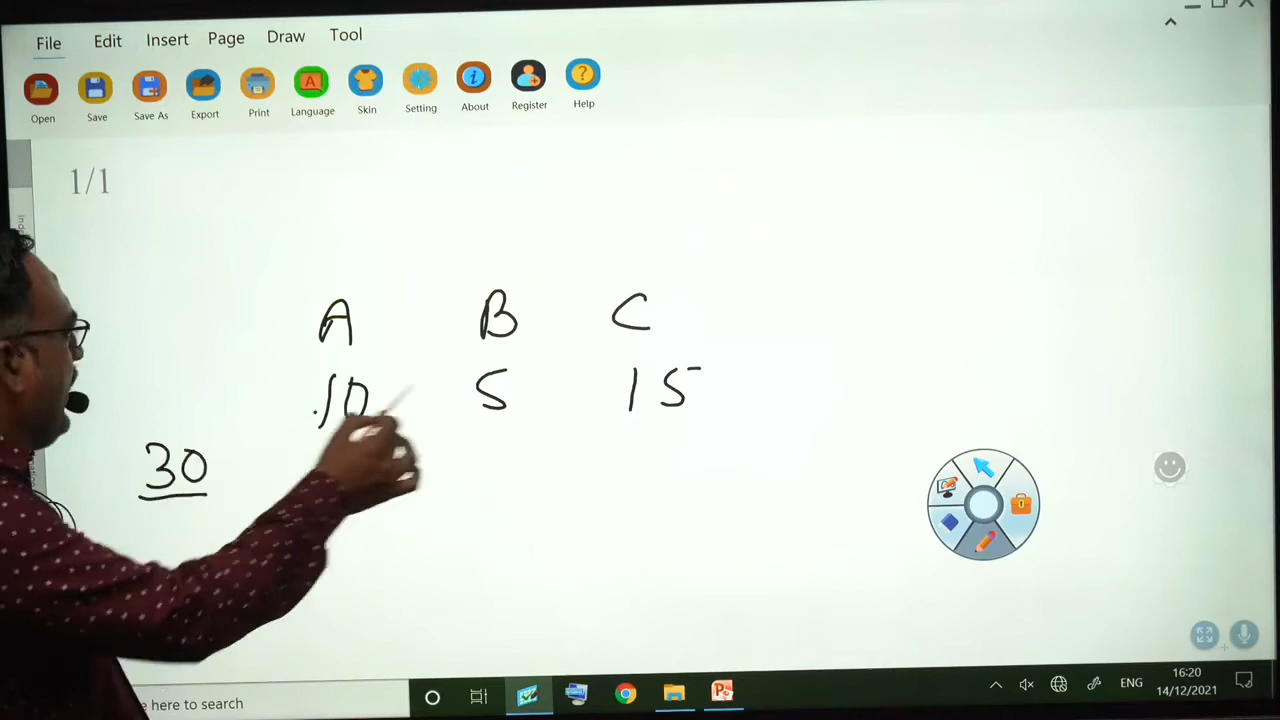 File Edit Insert Page Draw Tool
Open Save Save As Export Print Language Skin Setting About Register Help
1/1
A B C
10 5 15
30
here to search
ENG
16:20
14/12/2021